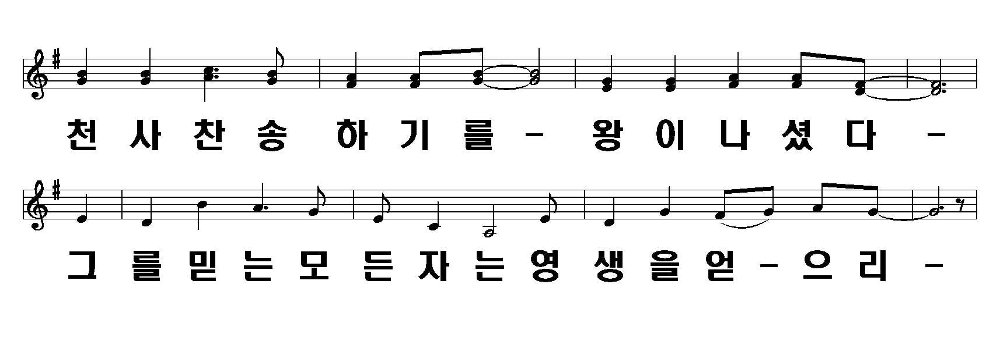 천 사 찬 송 하 기 를 - 왕 이 나 셨 다 -
그 를 믿 는 모 든 자 는 영 생 을 얻 - 으 리 -